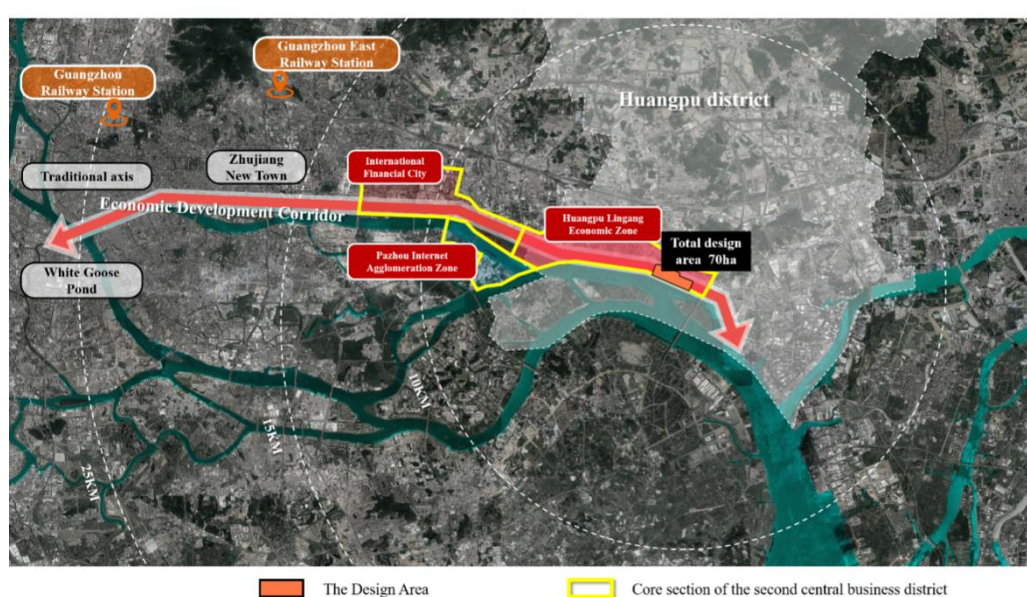 Guangzhou East
Railway Station
Guangzhou
Railway Station
Huangpu district
Traditional axis
Zhujiang
New Town
International
Financial City
Economic Development Corridor
Huangpu Lingang
Economic Zone
Total design
area 70ha
White Goose
Pond
Pazhou Internet
Agglomeration Zone
10KM
15KM
25KM
The Design Area
Core section of the second central business district